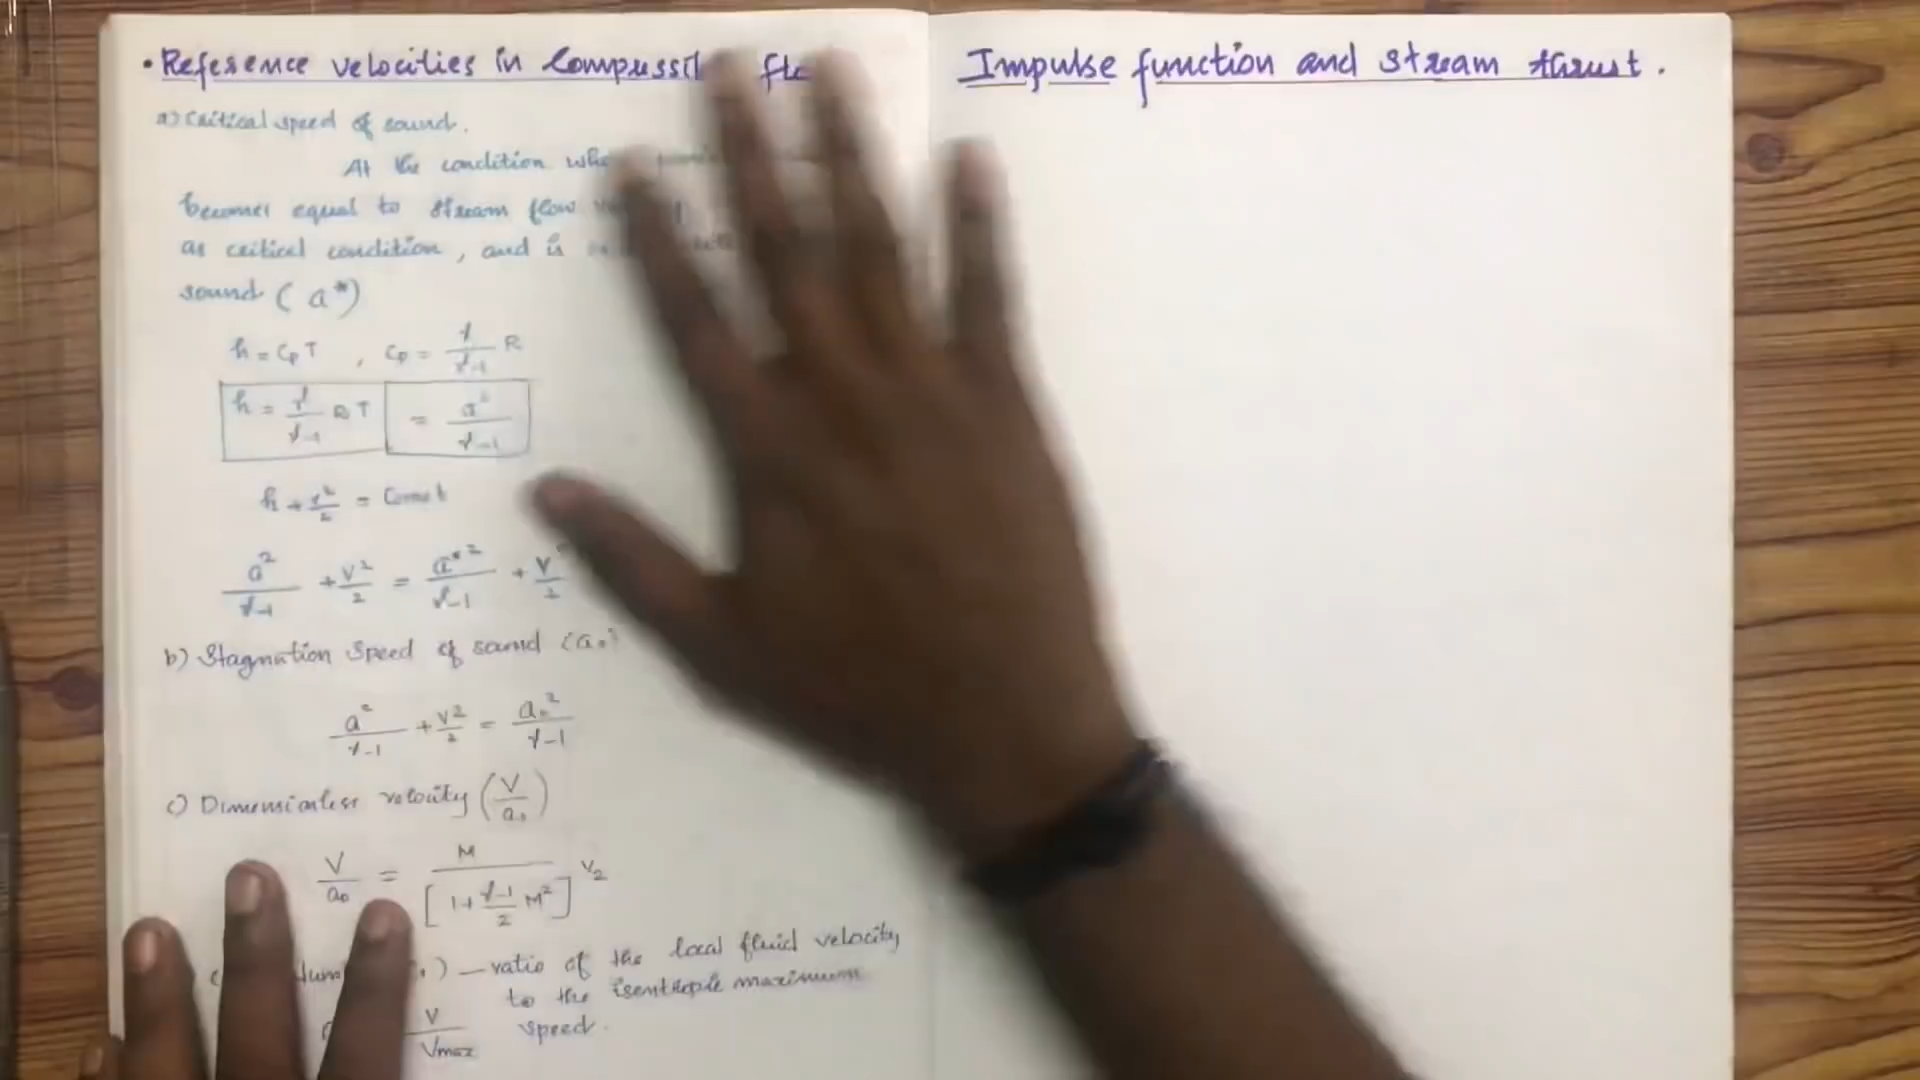 • Reference velocities in
a) Critical speed of sound.
At the condition
becomes equal to stream flow
as critical condition, and is
sound (a*)
h = CpT , Cp = γ/γ-1 R
h = γ/γ-1 RT = a²/γ-1
h + v²/2 = Const
a²/γ-1 + V²/2 = a*²/γ-1 + V
b) Stagnation Speed of sound (a₀)
a²/γ-1 + V²/2 = a₀²/γ-1
c) Dimensionless velocity (V/a₀)
V/a₀ = M/[1+ γ-1/2 M²]^1/2
— ratio of the local fluid velocity
to the isentropic maximum
V/Vmax speed.
Impulse function and stream thrust.